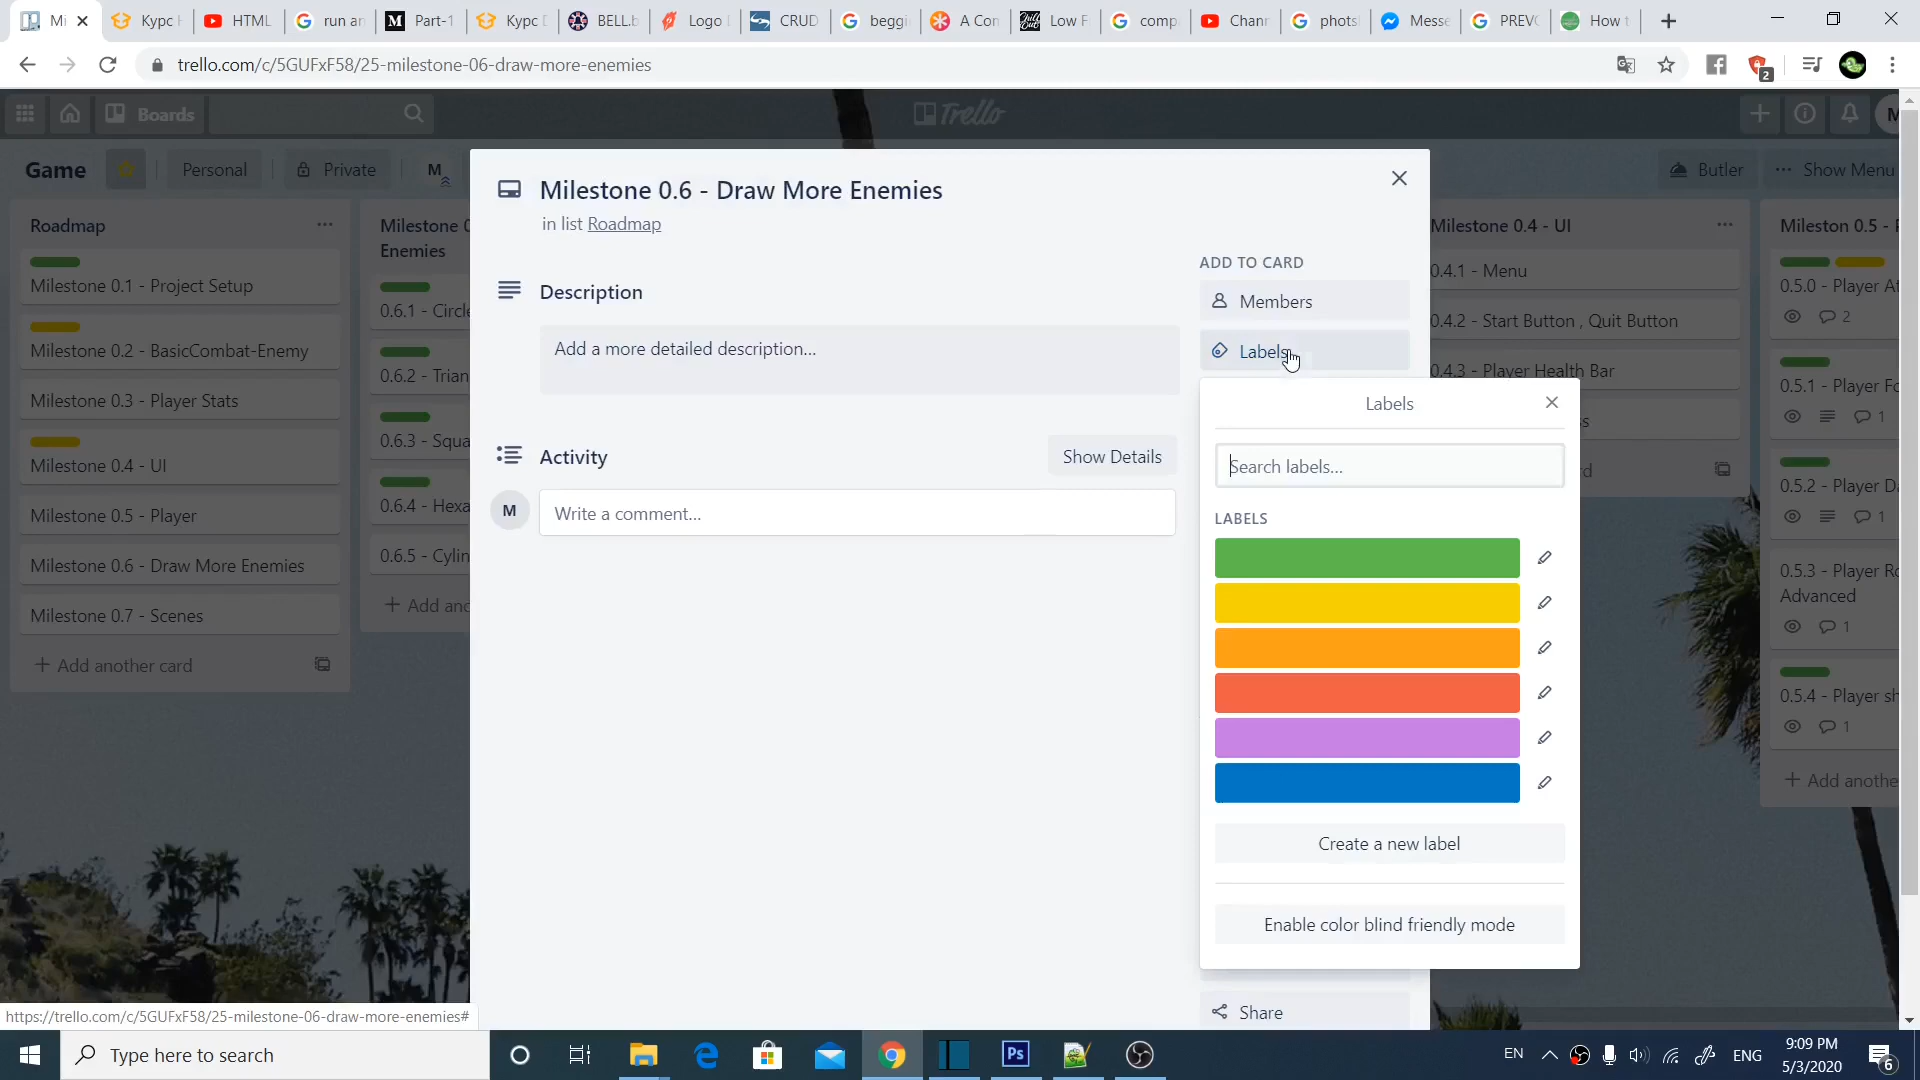 Mi
Курс
HTML
run an
Part-1
Курс
BELL.b
Logo
CRUD
beggi
A Con
Low F
comp
Chann
phots
Messe
PREVO
How t
trello.com/c/5GUFxF58/25-milestone-06-draw-more-enemies
2
Boards
Trello
Game
Personal
Private
M
Butler
Show Menu
Roadmap
Milestone 0.1 - Project Setup
Milestone 0.2 - BasicCombat-Enemy
Milestone 0.3 - Player Stats
Milestone 0.4 - UI
Milestone 0.5 - Player
Milestone 0.6 - Draw More Enemies
Milestone 0.7 - Scenes
+ Add another card
Milestone 0
Enemies
0.6.1 - Circle
0.6.2 - Trian
0.6.3 - Squa
0.6.4 - Hexa
0.6.5 - Cylin
+ Add ano
Milestone 0.6 - Draw More Enemies
in list Roadmap
Description
Add a more detailed description...
Activity
Show Details
M
Write a comment...
ADD TO CARD
Members
Labels
Labels
Search labels...
LABELS
Create a new label
Enable color blind friendly mode
Share
Milestone 0.4 - UI
0.4.1 - Menu
0.4.2 - Start Button , Quit Button
0.4.3 - Player Health Bar
Mileston 0.5 -
0.5.0 - Player At
2
0.5.1 - Player Fo
1
0.5.2 - Player Da
1
0.5.3 - Player Ro
Advanced
1
0.5.4 - Player sh
1
+ Add anothe
https://trello.com/c/5GUFxF58/25-milestone-06-draw-more-enemies#
Type here to search
Ps
EN
ENG
9:09 PM
5/3/2020
6